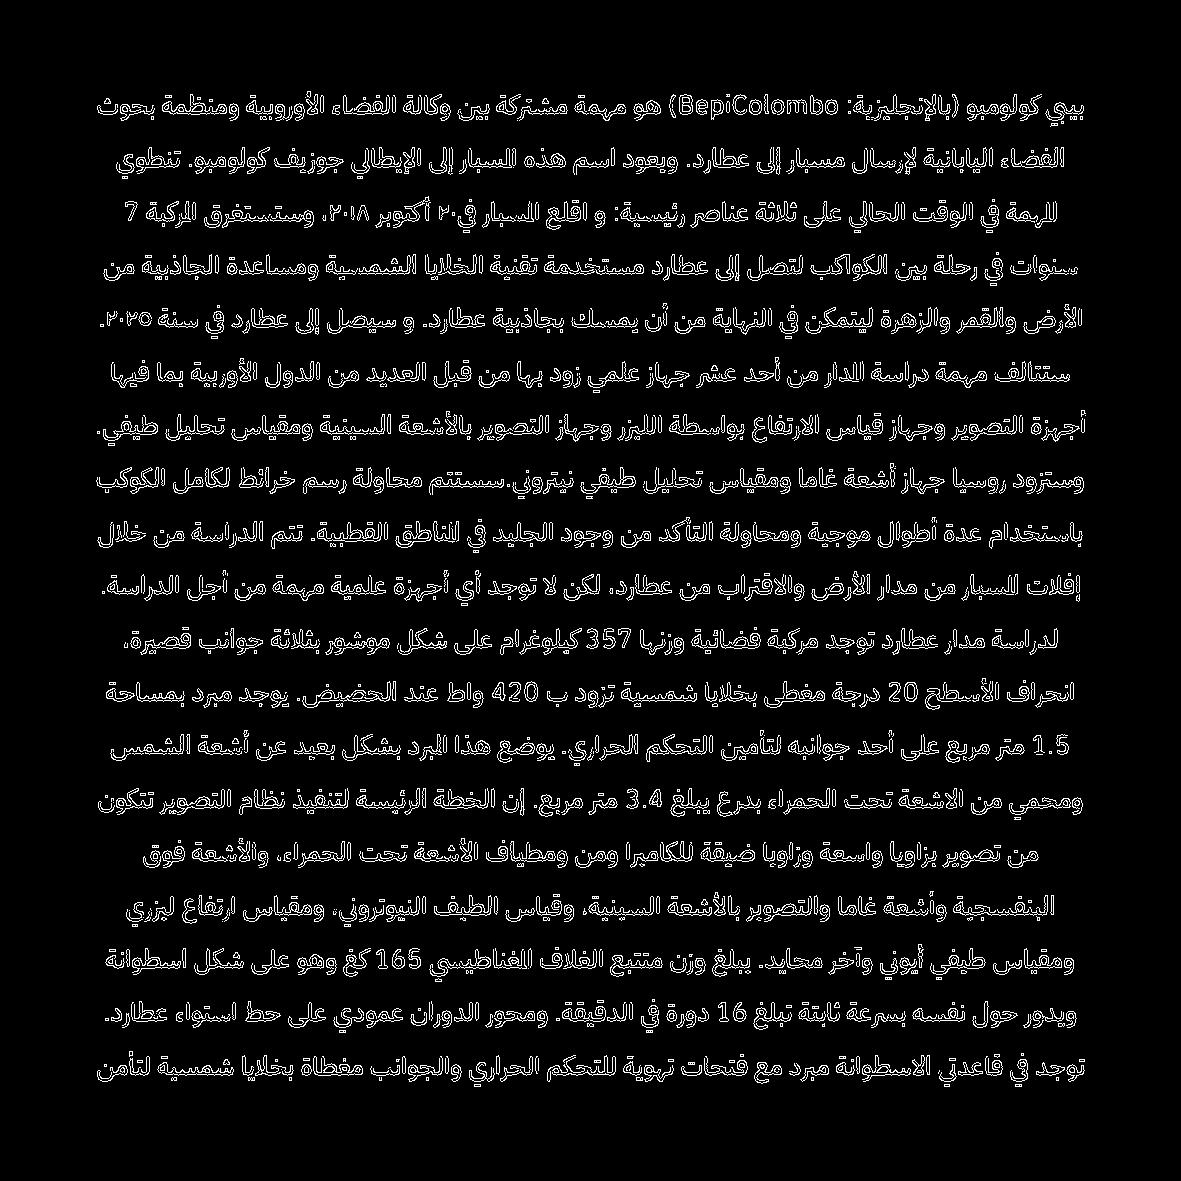 بيبي كولومبو (بالإنجليزية: BepiColombo) هو مهمة مشتركة بين وكالة الفضاء الأوروبية ومنظمة بحوث
الفضاء اليابانية لإرسال مسبار إلى عطارد. ويعود اسم هذه المسبار إلى الإيطالي جوزيف كولومبو. تنطوي
المهمة في الوقت الحالي على ثلاثة عناصر رئيسية: و اقلع المسبار في٢٠ أكتوبر ٢٠١٨، وستستغرق المركبة 7
سنوات في رحلة بين الكواكب لتصل إلى عطارد مستخدمة تقنية الخلايا الشمسية ومساعدة الجاذبية من
الأرض والقمر والزهرة ليتمكن في النهاية من أن يمسك بجاذبية عطارد. و سيصل إلى عطارد في سنة ٢٠٢٥.
ستتالف مهمة دراسة المدار من أحد عشر جهاز علمي زود بها من قبل العديد من الدول الأوربية بما فيها
أجهزة التصوير وجهاز قياس الارتفاع بواسطة الليزر وجهاز التصوير بالأشعة السينية ومقياس تحليل طيفي.
وستزود روسيا جهاز أشعة غاما ومقياس تحليل طيفي نيتروني.سستتم محاولة رسم خرائط لكامل الكوكب
باستخدام عدة أطوال موجية ومحاولة التأكد من وجود الجليد في المناطق القطبية. تتم الدراسة من خلال
إفلات المسبار من مدار الأرض والاقتراب من عطارد، لكن لا توجد أي أجهزة علمية مهمة من أجل الدراسة.
لدراسة مدار عطارد توجد مركبة فضائية وزنها 357 كيلوغرام على شكل موشور بثلاثة جوانب قصيرة،
انحراف الأسطح 20 درجة مغطى بخلايا شمسية تزود ب 420 واط عند الحضيض. يوجد مبرد بمساحة
1.5 متر مربع على أحد جوانبه لتأمين التحكم الحراري. يوضع هذا المبرد بشكل بعيد عن أشعة الشمس
ومحمي من الاشعة تحت الحمراء بدرع يبلغ 3.4 متر مربع. إن الخطة الرئيسة لتنفيذ نظام التصوير تتكون
من تصوير بزاويا واسعة وزاويا ضيقة للكاميرا ومن ومطياف الأشعة تحت الحمراء، والأشعة فوق
البنفسجية وأشعة غاما والتصوير بالأشعة السينية، وقياس الطيف النيوتروني، ومقياس ارتفاع ليزري
ومقياس طيفي أيوني وآخر محايد. يبلغ وزن متتبع الغلاف المغناطيسي 165 كغ وهو على شكل اسطوانة
ويدور حول نفسه بسرعة ثابتة تبلغ 16 دورة في الدقيقة. ومحور الدوران عمودي على خط استواء عطارد.
توجد في قاعدتي الاسطوانة مبرد مع فتحات تهوية للتحكم الحراري والجوانب مغطاة بخلايا شمسية لتأمن